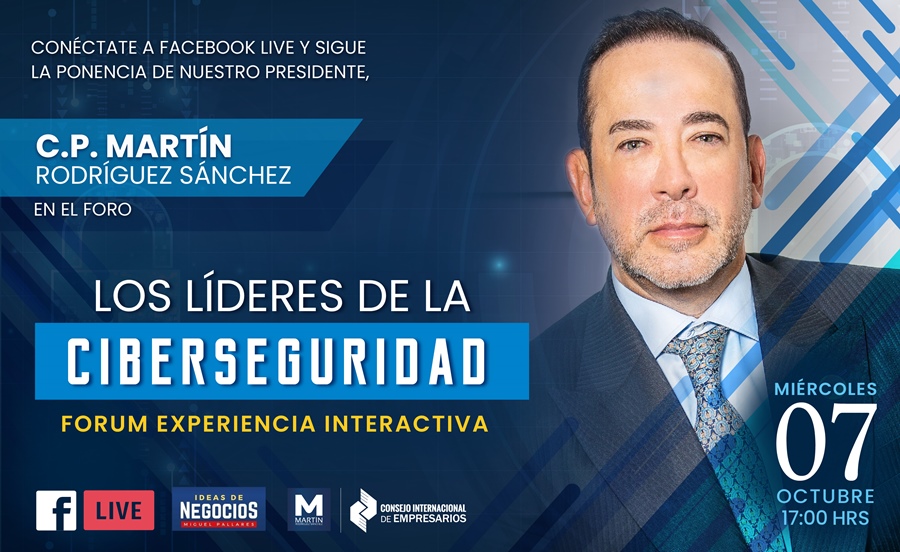 CONÉCTATE A FACEBOOK LIVE Y SIGUE
LA PONENCIA DE NUESTRO PRESIDENTE,
C.P. MARTÍN
RODRÍGUEZ SÁNCHEZ
EN EL FORO
LOS LÍDERES DE LA
CIBERSEGURIDAD
FORUM EXPERIENCIA INTERACTIVA
MIÉRCOLES
07
OCTUBRE
17:00 HRS
f LIVE
IDEAS DE
NEGOCIOS
MIGUEL PALLARES
M
MARTÍN
CONSEJO INTERNACIONAL
DE EMPRESARIOS